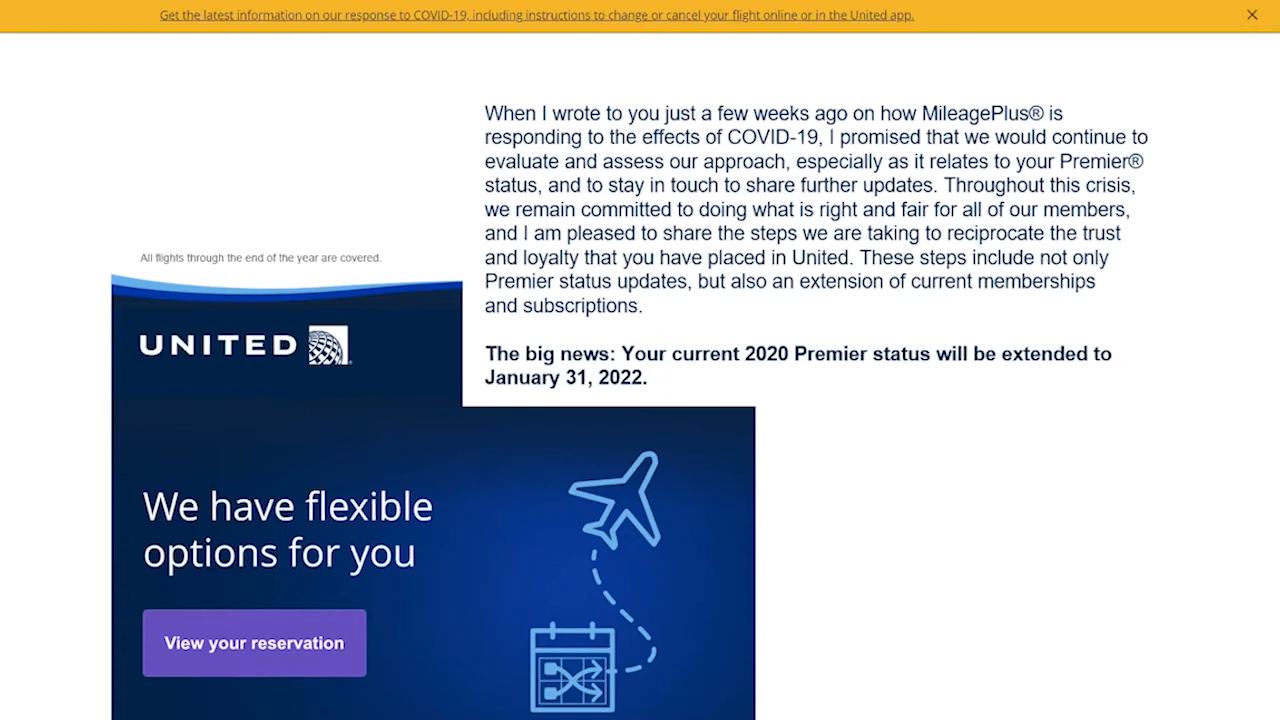 Get the latest information on our response to COVID-19, including instructions to change or cancel your flight online or in the United app.
When I wrote to you just a few weeks ago on how MileagePlus® is
responding to the effects of COVID-19, I promised that we would continue to
evaluate and assess our approach, especially as it relates to your Premier®
status, and to stay in touch to share further updates. Throughout this crisis,
we remain committed to doing what is right and fair for all of our members,
and I am pleased to share the steps we are taking to reciprocate the trust
and loyalty that you have placed in United. These steps include not only
Premier status updates, but also an extension of current memberships
and subscriptions.
The big news: Your current 2020 Premier status will be extended to
January 31, 2022.
All flights through the end of the year are covered.
UNITED
We have flexible
options for you
View your reservation